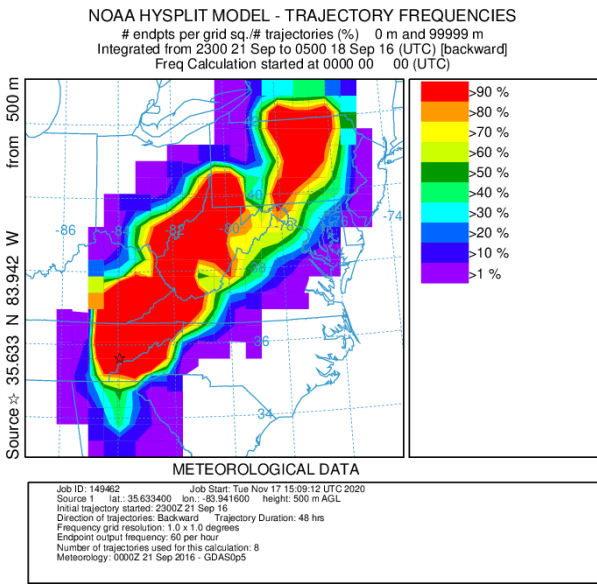 NOAA HYSPLIT MODEL - TRAJECTORY FREQUENCIES
# endpts per grid sq./# trajectories (%) 0 m and 99999 m
Integrated from 2300 21 Sep to 0500 18 Sep 16 (UTC) [backward]
Freq Calculation started at 0000 00 00 (UTC)
Source ☆ 35.633 N 83.942 W from 500 m
>90 %
>80 %
>70 %
>60 %
>50 %
>40 %
>30 %
>20 %
>10 %
>1 %
40
-86 -84 -82 -80 -78 -76 -74
38
36
34
METEOROLOGICAL DATA
Job ID: 149462 Job Start: Tue Nov 17 15:09:12 UTC 2020
Source 1 lat.: 35.633400 lon.: -83.941600 height: 500 m AGL
Initial trajectory started: 2300Z 21 Sep 16
Direction of trajectories: Backward Trajectory Duration: 48 hrs
Frequency grid resolution: 1.0 x 1.0 degrees
Endpoint output frequency: 60 per hour
Number of trajectories used for this calculation: 8
Meteorology: 0000Z 21 Sep 2016 - GDAS0p5